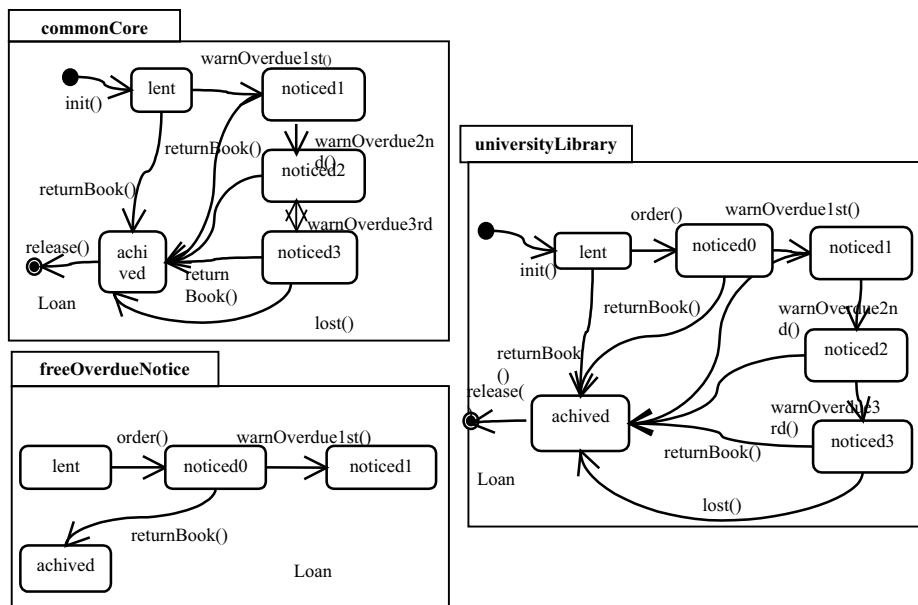 commonCore
warnOverdue1st()
lent
noticed1
init()
returnBook()
warnOverdue2n
d()
noticed2
returnBook()
warnOverdue3rd
release()
achi
ved
noticed3
return
Book()
Loan
lost()
freeOverdueNotice
order()
warnOverdue1st()
lent
noticed0
noticed1
returnBook()
achived
Loan
universityLibrary
order()
warnOverdue1st()
lent
noticed0
noticed1
init()
returnBook()
warnOverdue2n
d()
noticed2
returnBook
()
release(
)
achived
warnOverdue3
rd()
noticed3
returnBook()
Loan
lost()